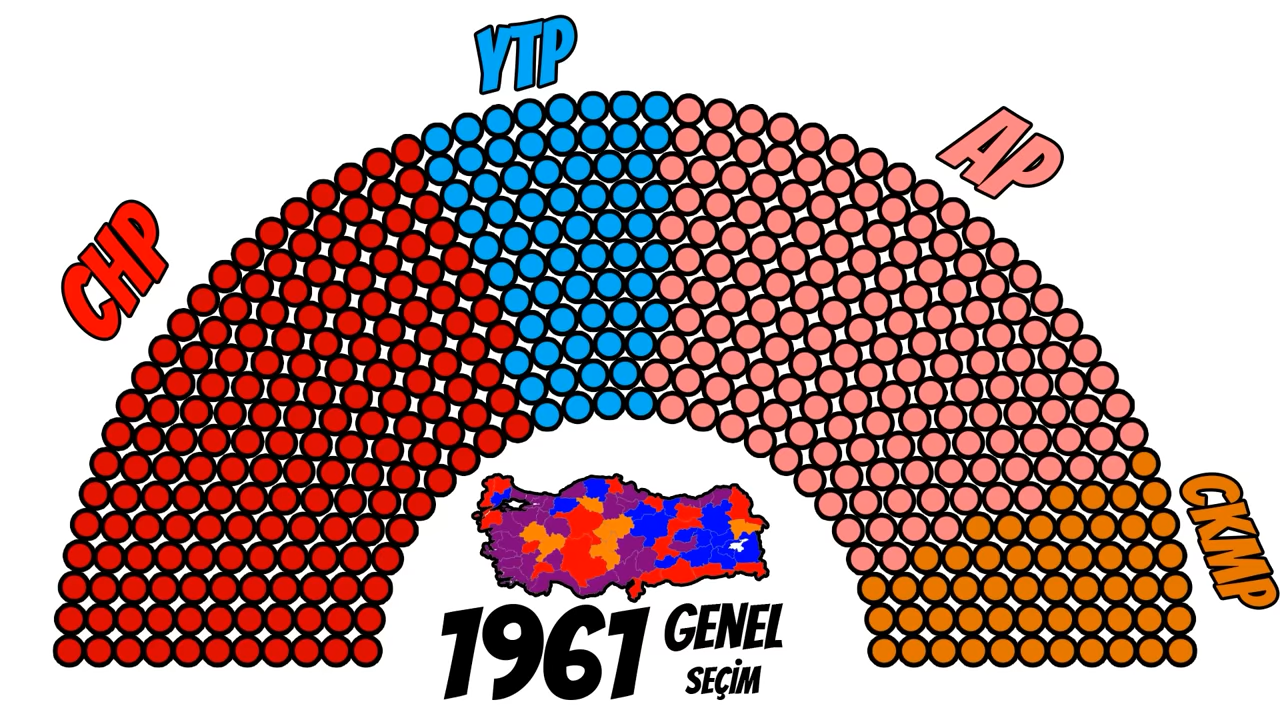 YTP
AP
CHP
CKMP
1961 GENEL
SEÇİM